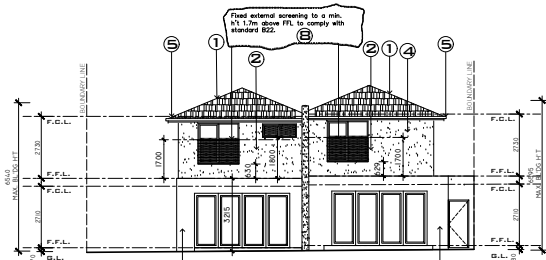 Fixed external screening to a min.
h't 1.7m above FFL to comply with
standard B22.
8
5
1
2
2
1
4
5
BOUNDARY LINE
BOUNDARY LINE
F.C.L.
F.C.L.
2730
1700
630
1800
629
1700
2730
6540
MAX. BLDG H'T
MAX. BLDG H'T
F.F.L.
F.F.L.
F.C.L.
F.C.L.
2710
3215
2710
F.F.L.
F.F.L.
G.L.
G.L.